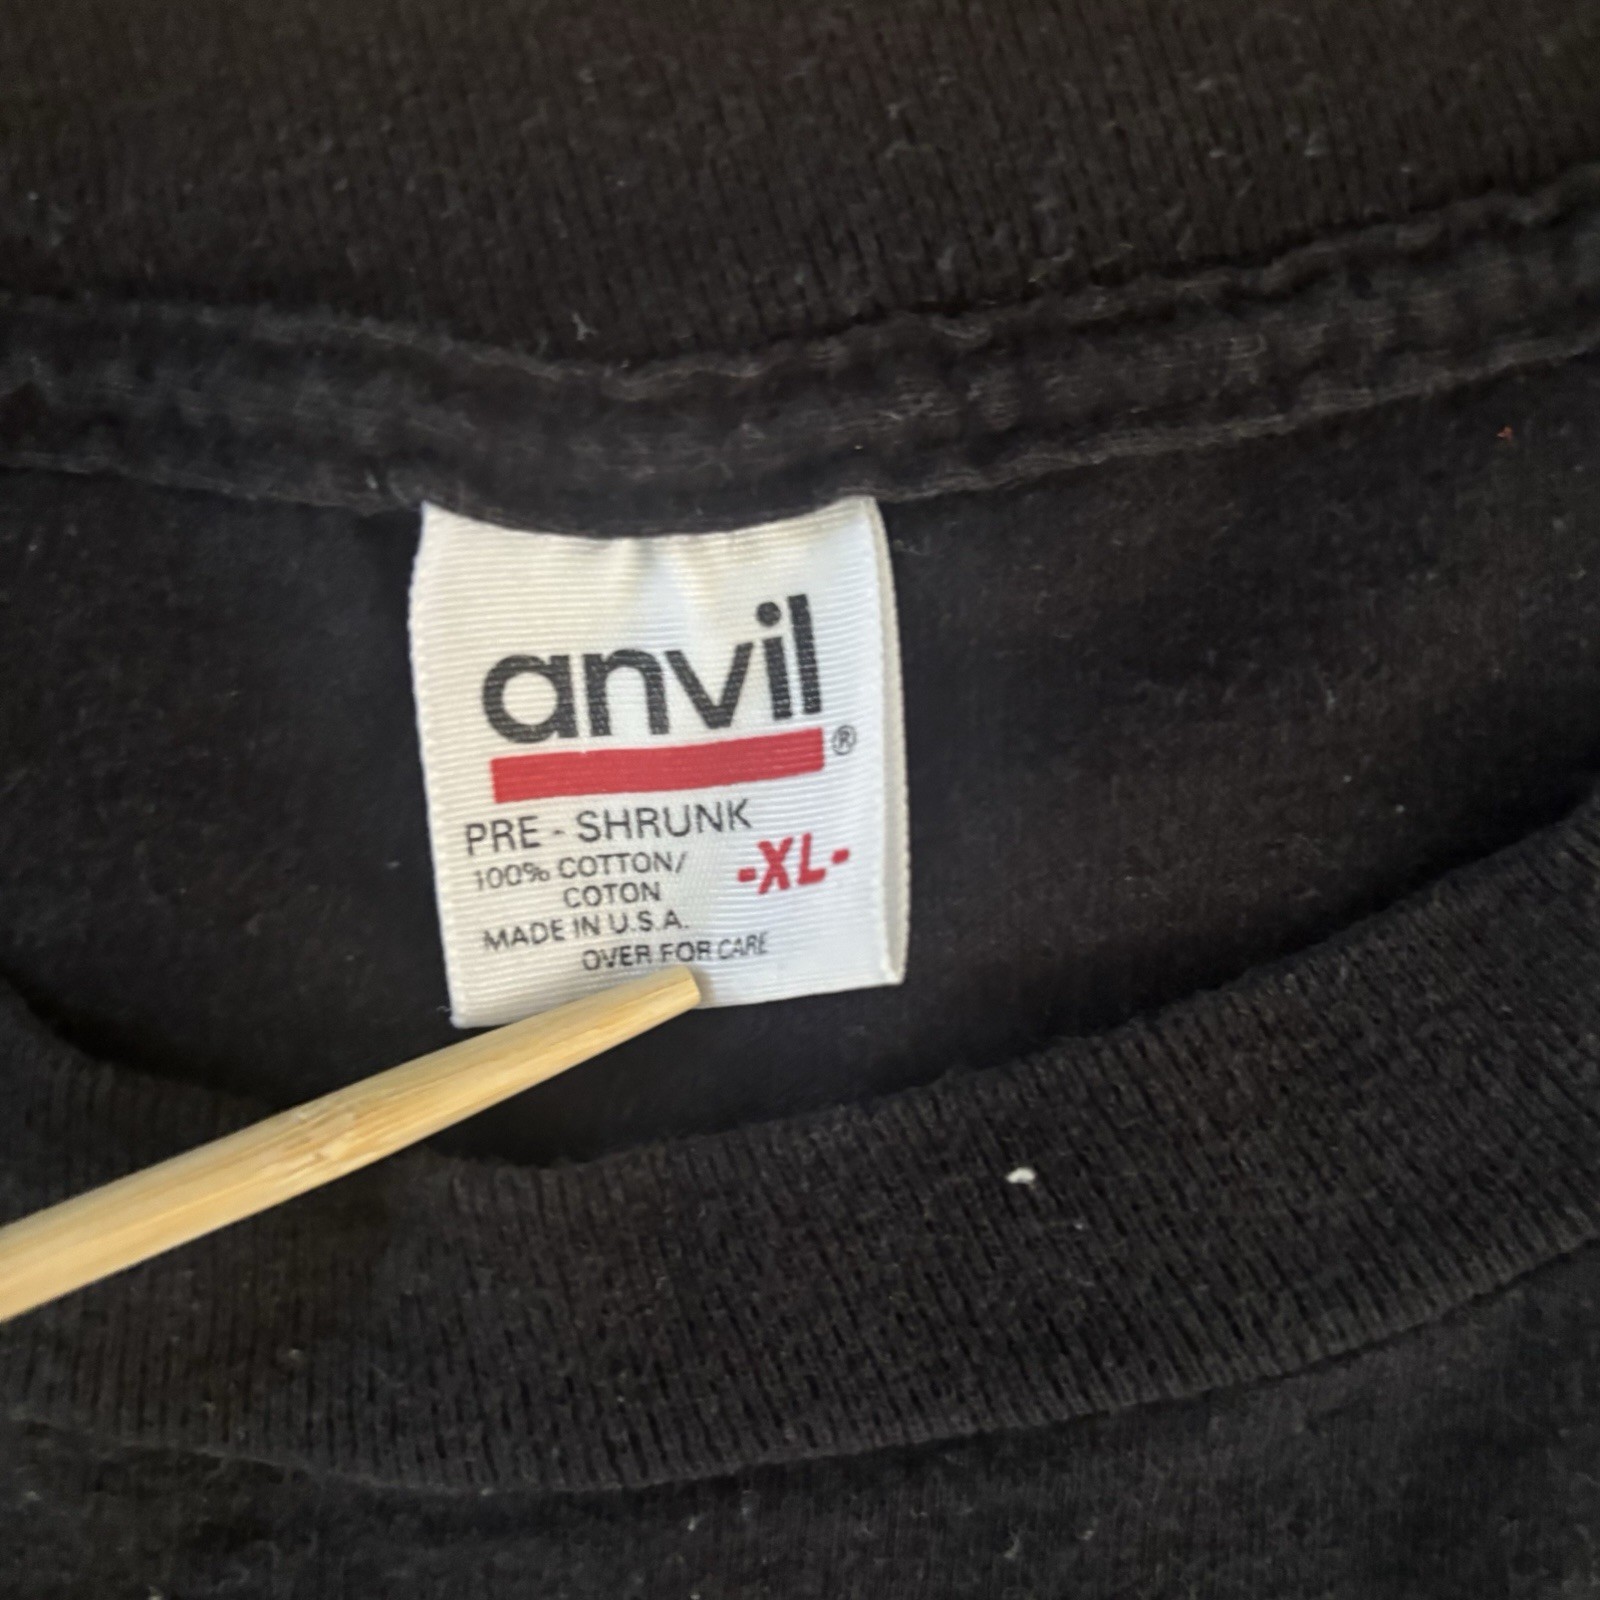 anvil®
PRE - SHRUNK
100% COTTON/
COTON
-XL-
MADE IN U.S.A.
OVER FOR CARE